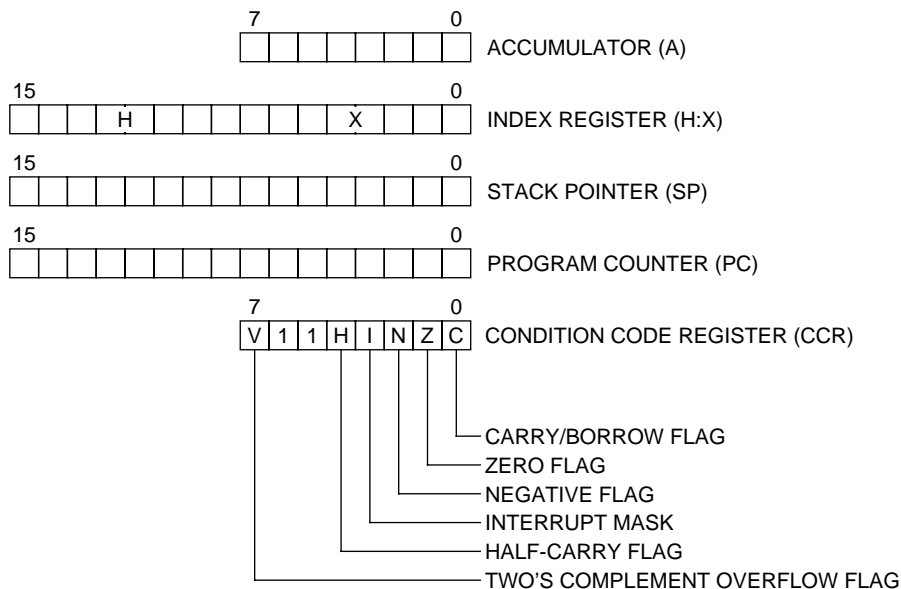 7 0
ACCUMULATOR (A)
15 0
H X INDEX REGISTER (H:X)
15 0
STACK POINTER (SP)
15 0
PROGRAM COUNTER (PC)
7 0
V 1 1 H I N Z C CONDITION CODE REGISTER (CCR)
CARRY/BORROW FLAG
ZERO FLAG
NEGATIVE FLAG
INTERRUPT MASK
HALF-CARRY FLAG
TWO'S COMPLEMENT OVERFLOW FLAG